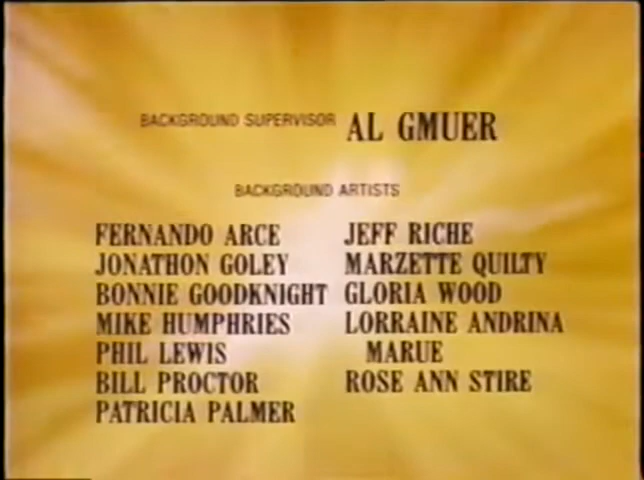 BACKGROUND SUPERVISOR AL GMUER
BACKGROUND ARTISTS
FERNANDO ARCE
JONATHON GOLEY
BONNIE GOODKNIGHT
MIKE HUMPHRIES
PHIL LEWIS
BILL PROCTOR
PATRICIA PALMER
JEFF RICHE
MARZETTE QUILTY
GLORIA WOOD
LORRAINE ANDRINA
MARUE
ROSE ANN STIRE